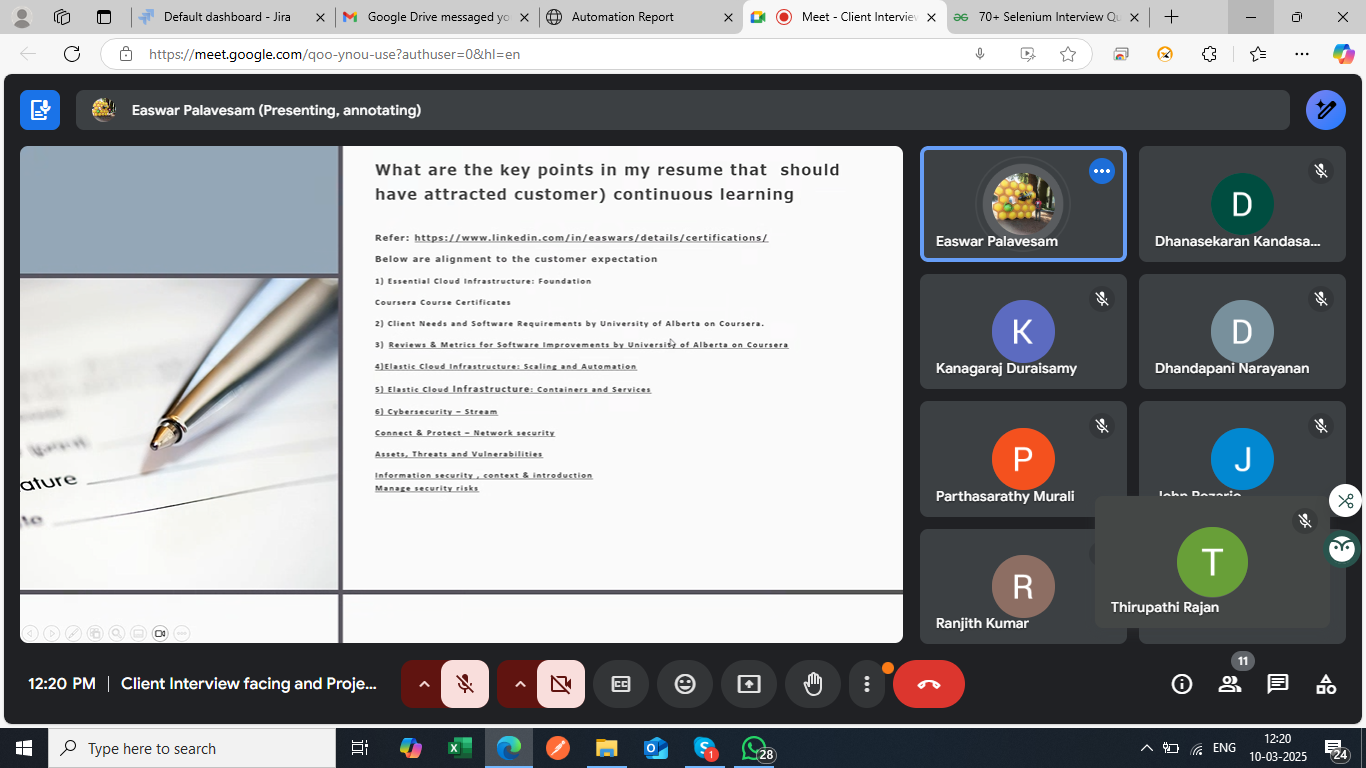 Default dashboard - Jira
Google Drive messaged yo
Automation Report
Meet - Client Interview
70+ Selenium Interview Qu
https://meet.google.com/qoo-ynou-use?authuser=0&hl=en
Easwar Palavesam (Presenting, annotating)
What are the key points in my resume that should
have attracted customer) continuous learning
Refer: https://www.linkedin.com/in/easwars/details/certifications/
Below are alignment to the customer expectation
1) Essential Cloud Infrastructure: Foundation
Coursera Course Certificates
2) Client Needs and Software Requirements by University of Alberta on Coursera.
3) Reviews & Metrics for Software Improvements by University of Alberta on Coursera
4)Elastic Cloud Infrastructure: Scaling and Automation
5) Elastic Cloud Infrastructure: Containers and Services
6) Cybersecurity – Stream
Connect & Protect – Network security
Assets, Threats and Vulnerabilities
Information security , context & introduction
Manage security risks
ature
Easwar Palavesam
D
Dhanasekaran Kandasa...
K
Kanagaraj Duraisamy
D
Dhandapani Narayanan
P
Parthasarathy Murali
J
John
R
Ranjith Kumar
T
Thirupathi Rajan
12:20 PM | Client Interview facing and Proje...
11
Type here to search
1
28
ENG
12:20
10-03-2025
24